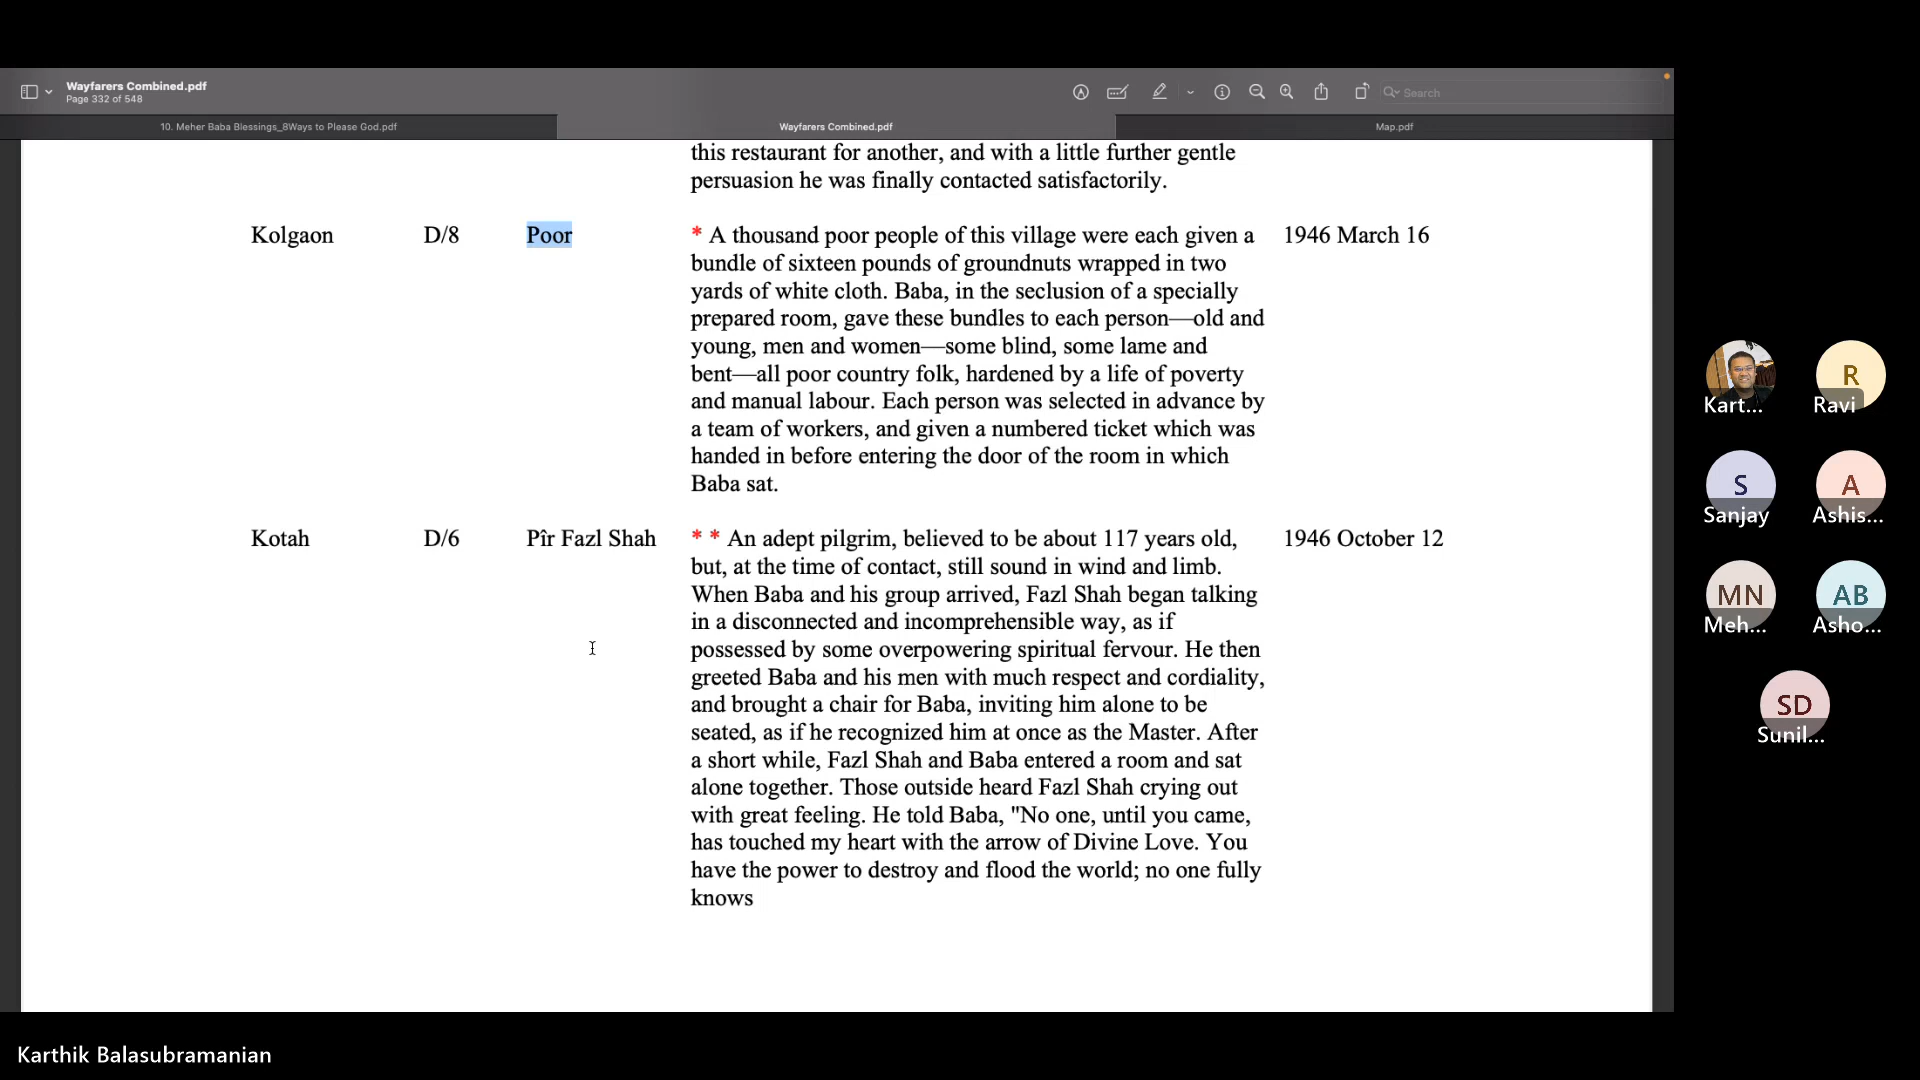 Wayfarers Combined.pdf
Page 332 of 548
Search
10. Meher Baba Blessings_8Ways to Please God.pdf
Wayfarers Combined.pdf
Map.pdf
this restaurant for another, and with a little further gentle
persuasion he was finally contacted satisfactorily.
Kolgaon D/8 Poor * A thousand poor people of this village were each given a 1946 March 16
bundle of sixteen pounds of groundnuts wrapped in two
yards of white cloth. Baba, in the seclusion of a specially
prepared room, gave these bundles to each person—old and
young, men and women—some blind, some lame and
bent—all poor country folk, hardened by a life of poverty
and manual labour. Each person was selected in advance by
a team of workers, and given a numbered ticket which was
handed in before entering the door of the room in which
Baba sat.
Kotah D/6 Pîr Fazl Shah * * An adept pilgrim, believed to be about 117 years old, 1946 October 12
but, at the time of contact, still sound in wind and limb.
When Baba and his group arrived, Fazl Shah began talking
in a disconnected and incomprehensible way, as if
possessed by some overpowering spiritual fervour. He then
greeted Baba and his men with much respect and cordiality,
and brought a chair for Baba, inviting him alone to be
seated, as if he recognized him at once as the Master. After
a short while, Fazl Shah and Baba entered a room and sat
alone together. Those outside heard Fazl Shah crying out
with great feeling. He told Baba, "No one, until you came,
has touched my heart with the arrow of Divine Love. You
have the power to destroy and flood the world; no one fully
knows
Kart...
R
Ravi
S
Sanjay
A
Ashis...
MN
Meh...
AB
Asho...
SD
Sunil...
Karthik Balasubramanian